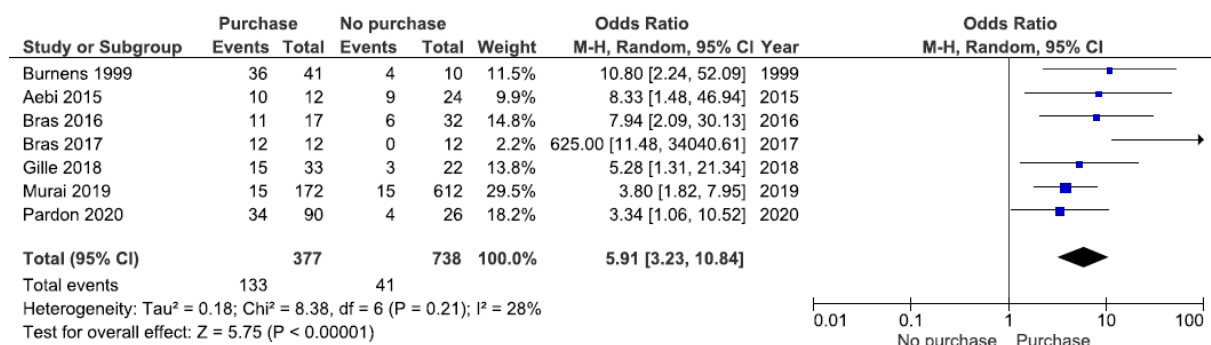 Purchase No purchase Odds Ratio Odds Ratio
Study or Subgroup Events Total Events Total Weight M-H, Random, 95% CI Year M-H, Random, 95% CI
Burnens 1999 36 41 4 10 11.5% 10.80 [2.24, 52.09] 1999
Aebi 2015 10 12 9 24 9.9% 8.33 [1.48, 46.94] 2015
Bras 2016 11 17 6 32 14.8% 7.94 [2.09, 30.13] 2016
Bras 2017 12 12 0 12 2.2% 625.00 [11.48, 34040.61] 2017
Gille 2018 15 33 3 22 13.8% 5.28 [1.31, 21.34] 2018
Murai 2019 15 172 15 612 29.5% 3.80 [1.82, 7.95] 2019
Pardon 2020 34 90 4 26 18.2% 3.34 [1.06, 10.52] 2020
Total (95% CI) 377 738 100.0% 5.91 [3.23, 10.84]
Total events 133 41
Heterogeneity: Tau² = 0.18; Chi² = 8.38, df = 6 (P = 0.21); I² = 28%
Test for overall effect: Z = 5.75 (P < 0.00001)
0.01 0.1 1 10 100
No purchase Purchase